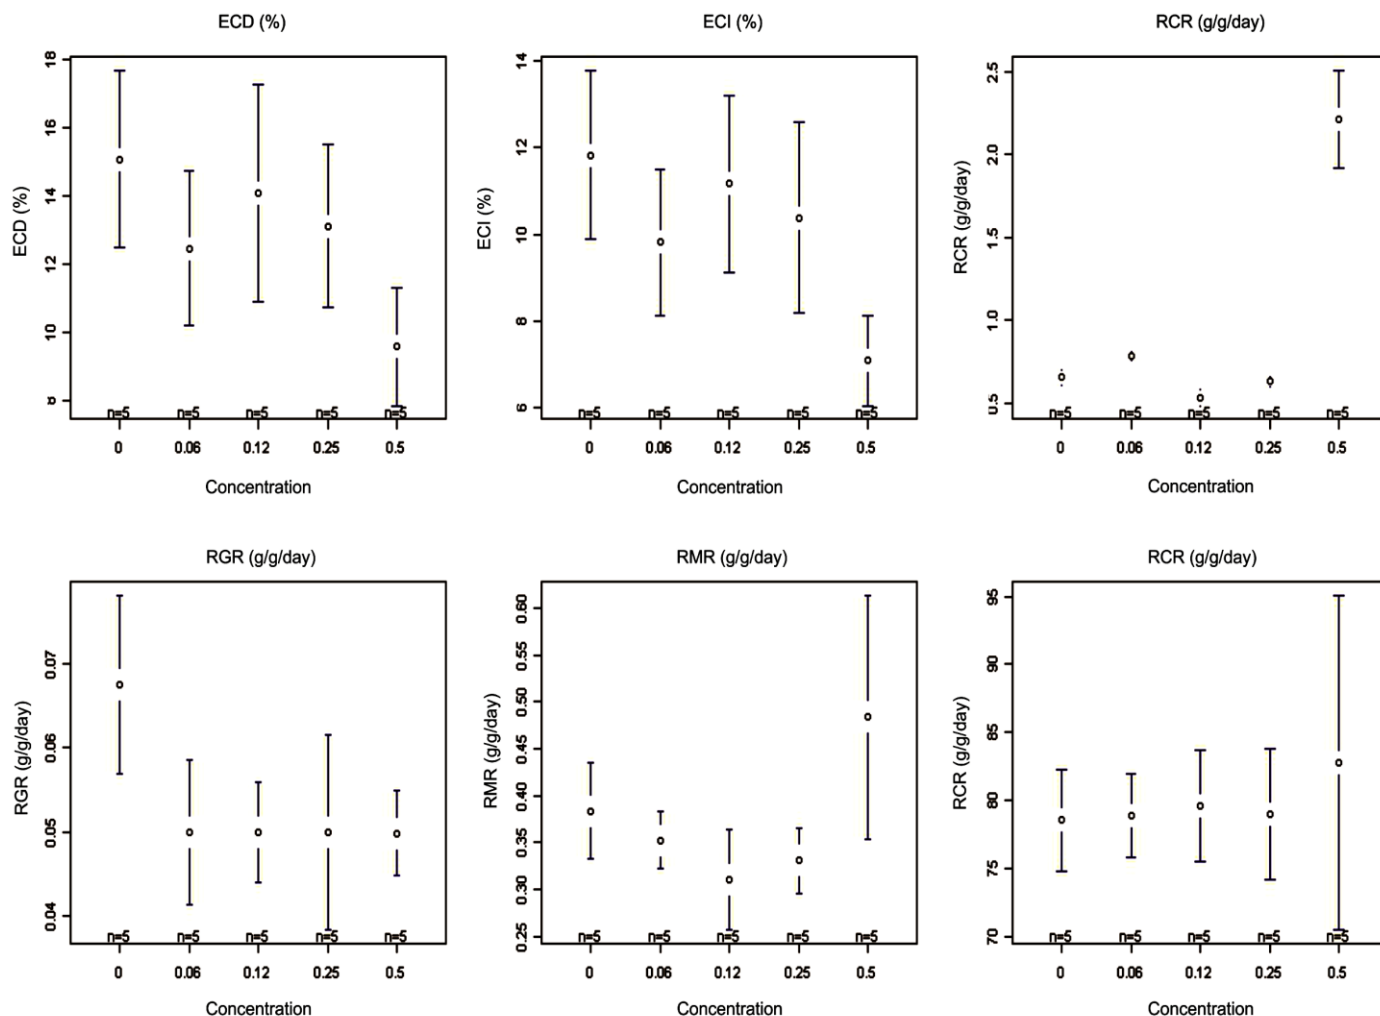 ECD (%)
ECD (%)
18
16
14
12
10
8
n=5 n=5 n=5 n=5 n=5
0 0.06 0.12 0.25 0.5
Concentration
ECI (%)
ECI (%)
14
12
10
8
6
n=5 n=5 n=5 n=5 n=5
0 0.06 0.12 0.25 0.5
Concentration
RCR (g/g/day)
RCR (g/g/day)
2.5
2.0
1.5
1.0
0.5
n=5 n=5 n=5 n=5 n=5
0 0.06 0.12 0.25 0.5
Concentration
RGR (g/g/day)
RGR (g/g/day)
0.07
0.06
0.05
0.04
n=5 n=5 n=5 n=5 n=5
0 0.06 0.12 0.25 0.5
Concentration
RMR (g/g/day)
RMR (g/g/day)
0.60
0.55
0.50
0.45
0.40
0.35
0.30
0.25
n=5 n=5 n=5 n=5 n=5
0 0.06 0.12 0.25 0.5
Concentration
RCR (g/g/day)
RCR (g/g/day)
95
90
85
80
75
70
n=5 n=5 n=5 n=5 n=5
0 0.06 0.12 0.25 0.5
Concentration